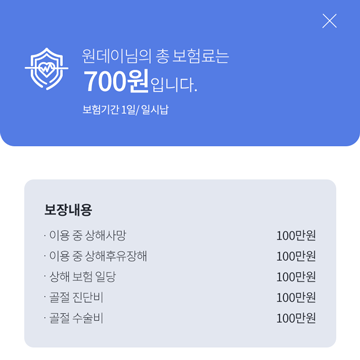 원데이님의 총 보험료는
700원입니다.
보험기간 1일/ 일시납
보장내용
· 이용 중 상해사망 100만원
· 이용 중 상해후유장해 100만원
· 상해 보험 일당 100만원
· 골절 진단비 100만원
· 골절 수술비 100만원